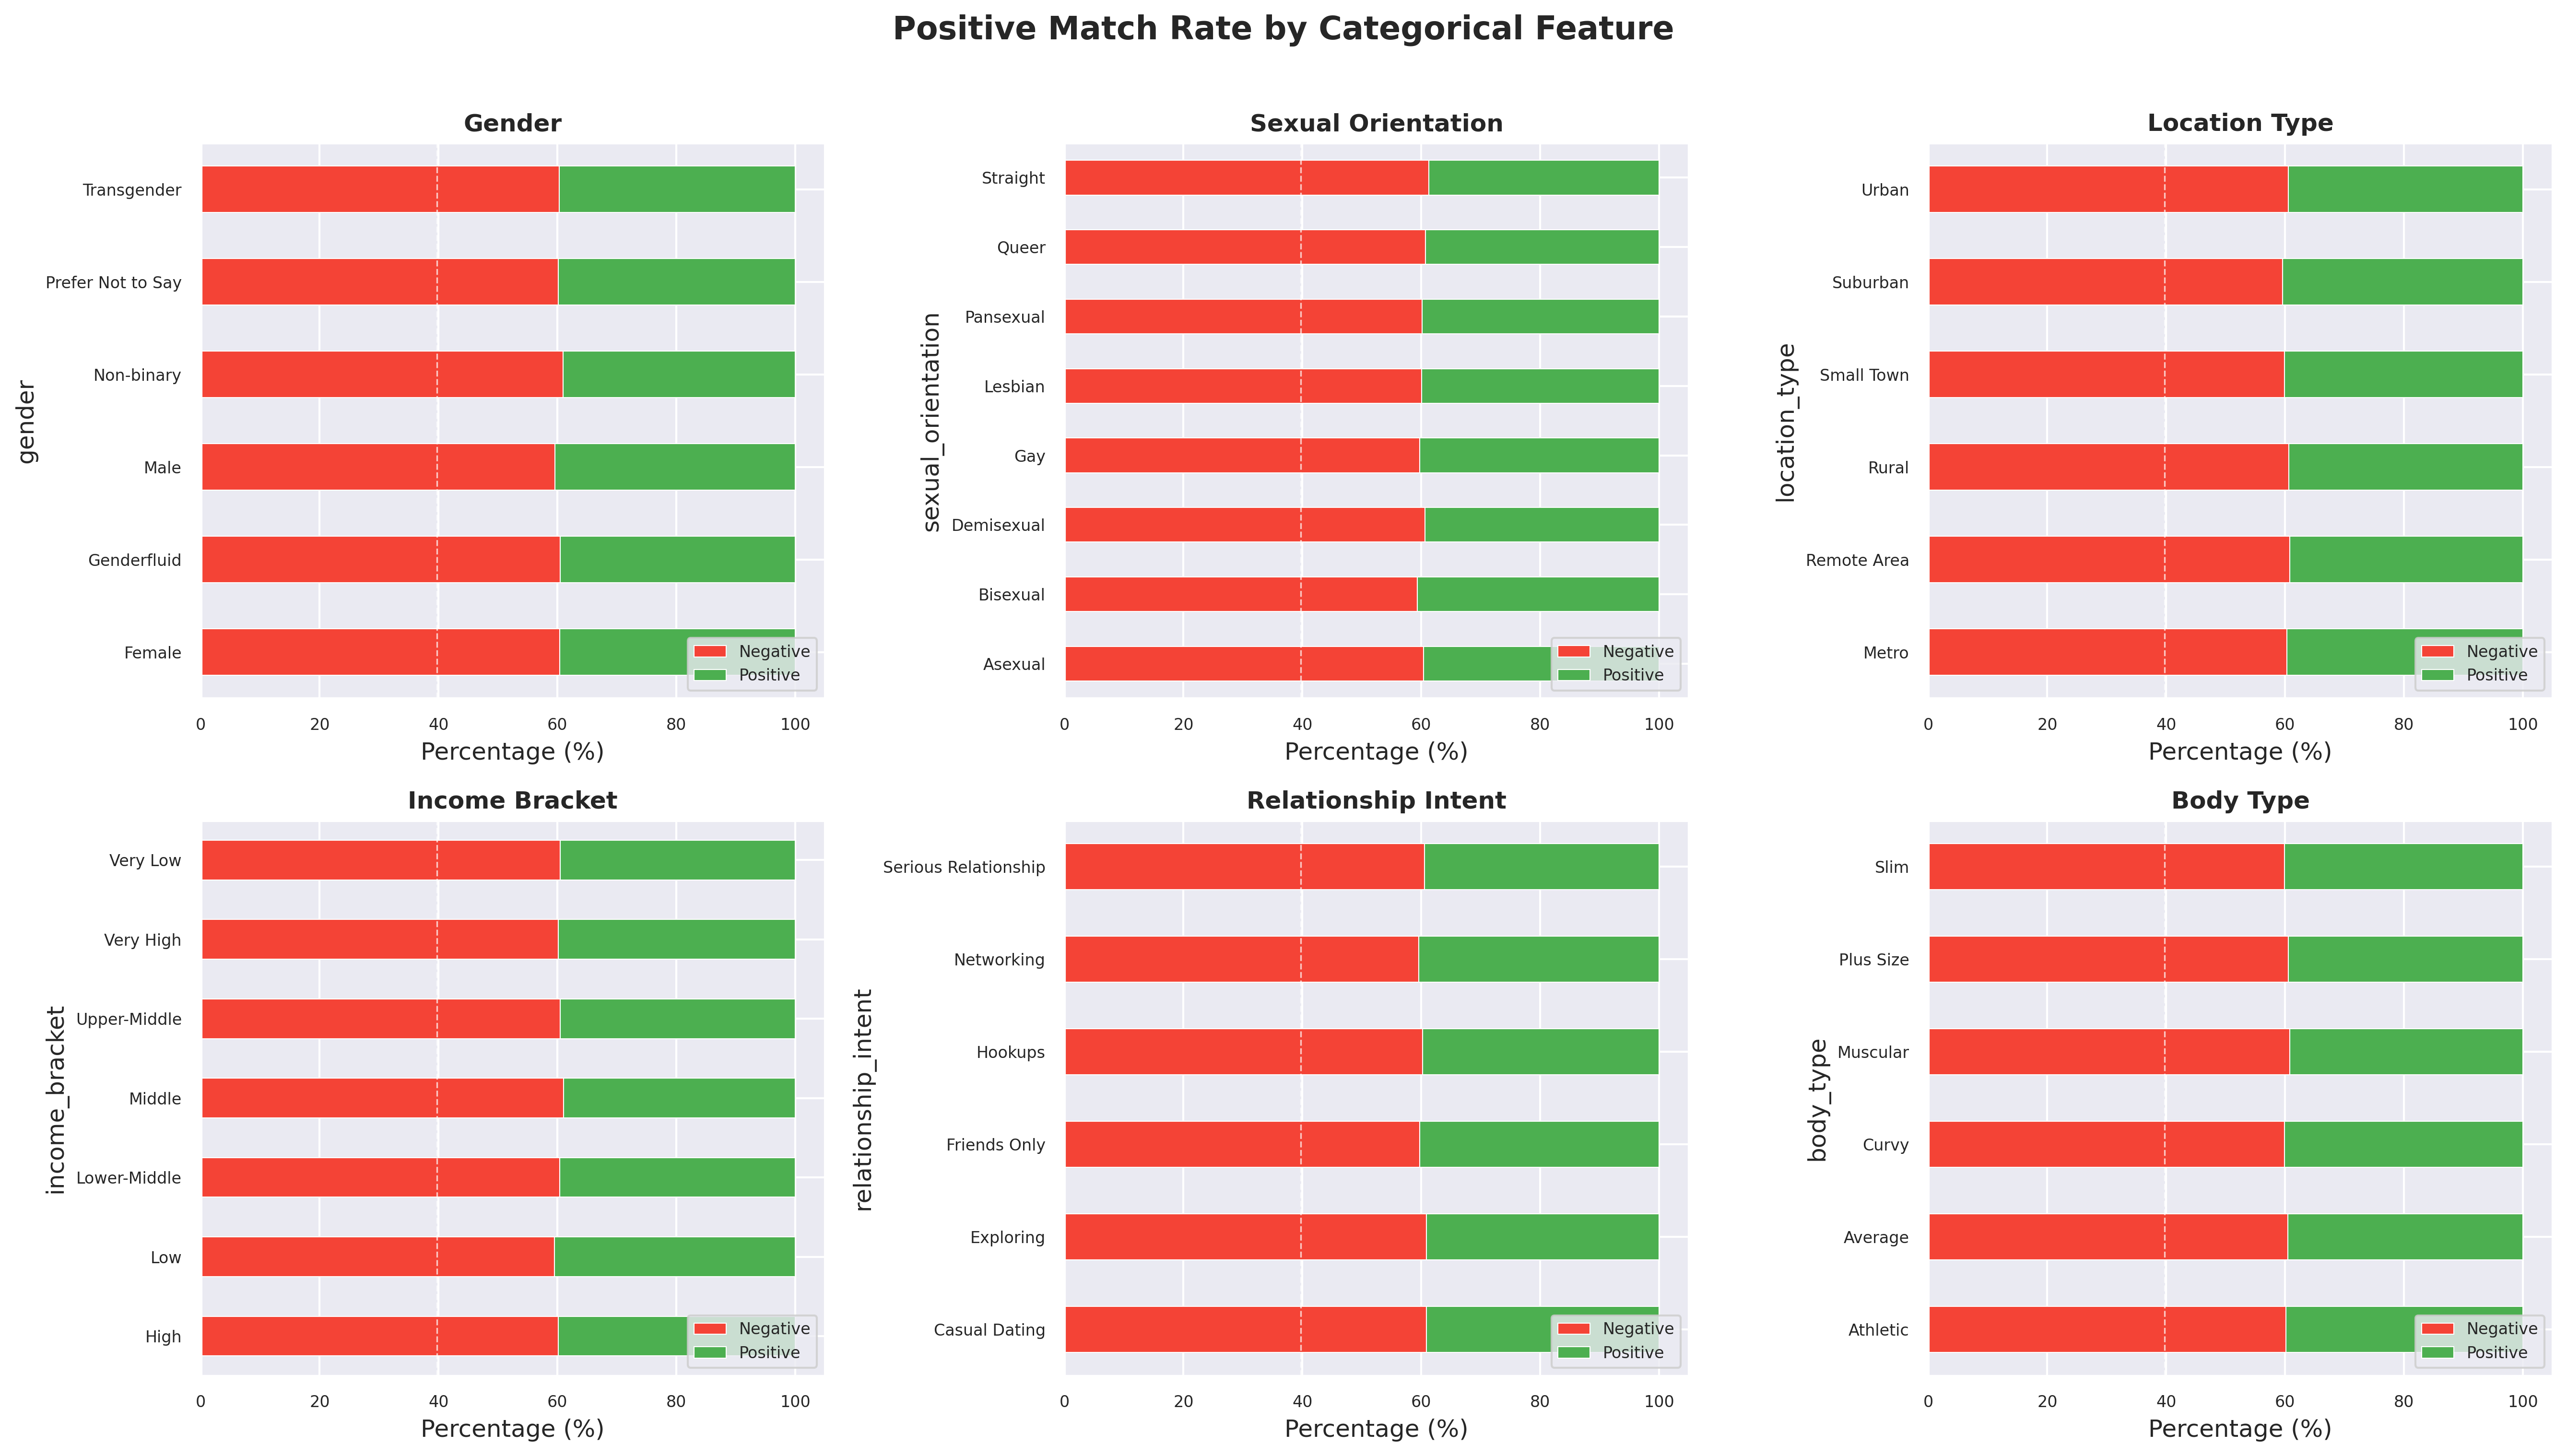 Positive Match Rate by Categorical Feature
Gender
gender
Transgender
Prefer Not to Say
Non-binary
Male
Genderfluid
Female
Negative
Positive
0 20 40 60 80 100
Percentage (%)
Sexual Orientation
sexual_orientation
Straight
Queer
Pansexual
Lesbian
Gay
Demisexual
Bisexual
Asexual
Negative
Positive
0 20 40 60 80 100
Percentage (%)
Location Type
location_type
Urban
Suburban
Small Town
Rural
Remote Area
Metro
Negative
Positive
0 20 40 60 80 100
Percentage (%)
Income Bracket
income_bracket
Very Low
Very High
Upper-Middle
Middle
Lower-Middle
Low
High
Negative
Positive
0 20 40 60 80 100
Percentage (%)
Relationship Intent
relationship_intent
Serious Relationship
Networking
Hookups
Friends Only
Exploring
Casual Dating
Negative
Positive
0 20 40 60 80 100
Percentage (%)
Body Type
body_type
Slim
Plus Size
Muscular
Curvy
Average
Athletic
Negative
Positive
0 20 40 60 80 100
Percentage (%)